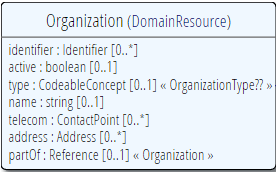 Organization (DomainResource)
identifier : Identifier [0..*]
active : boolean [0..1]
type : CodeableConcept [0..1] « OrganizationType?? »
name : string [0..1]
telecom : ContactPoint [0..*]
address : Address [0..*]
partOf : Reference [0..1] « Organization »